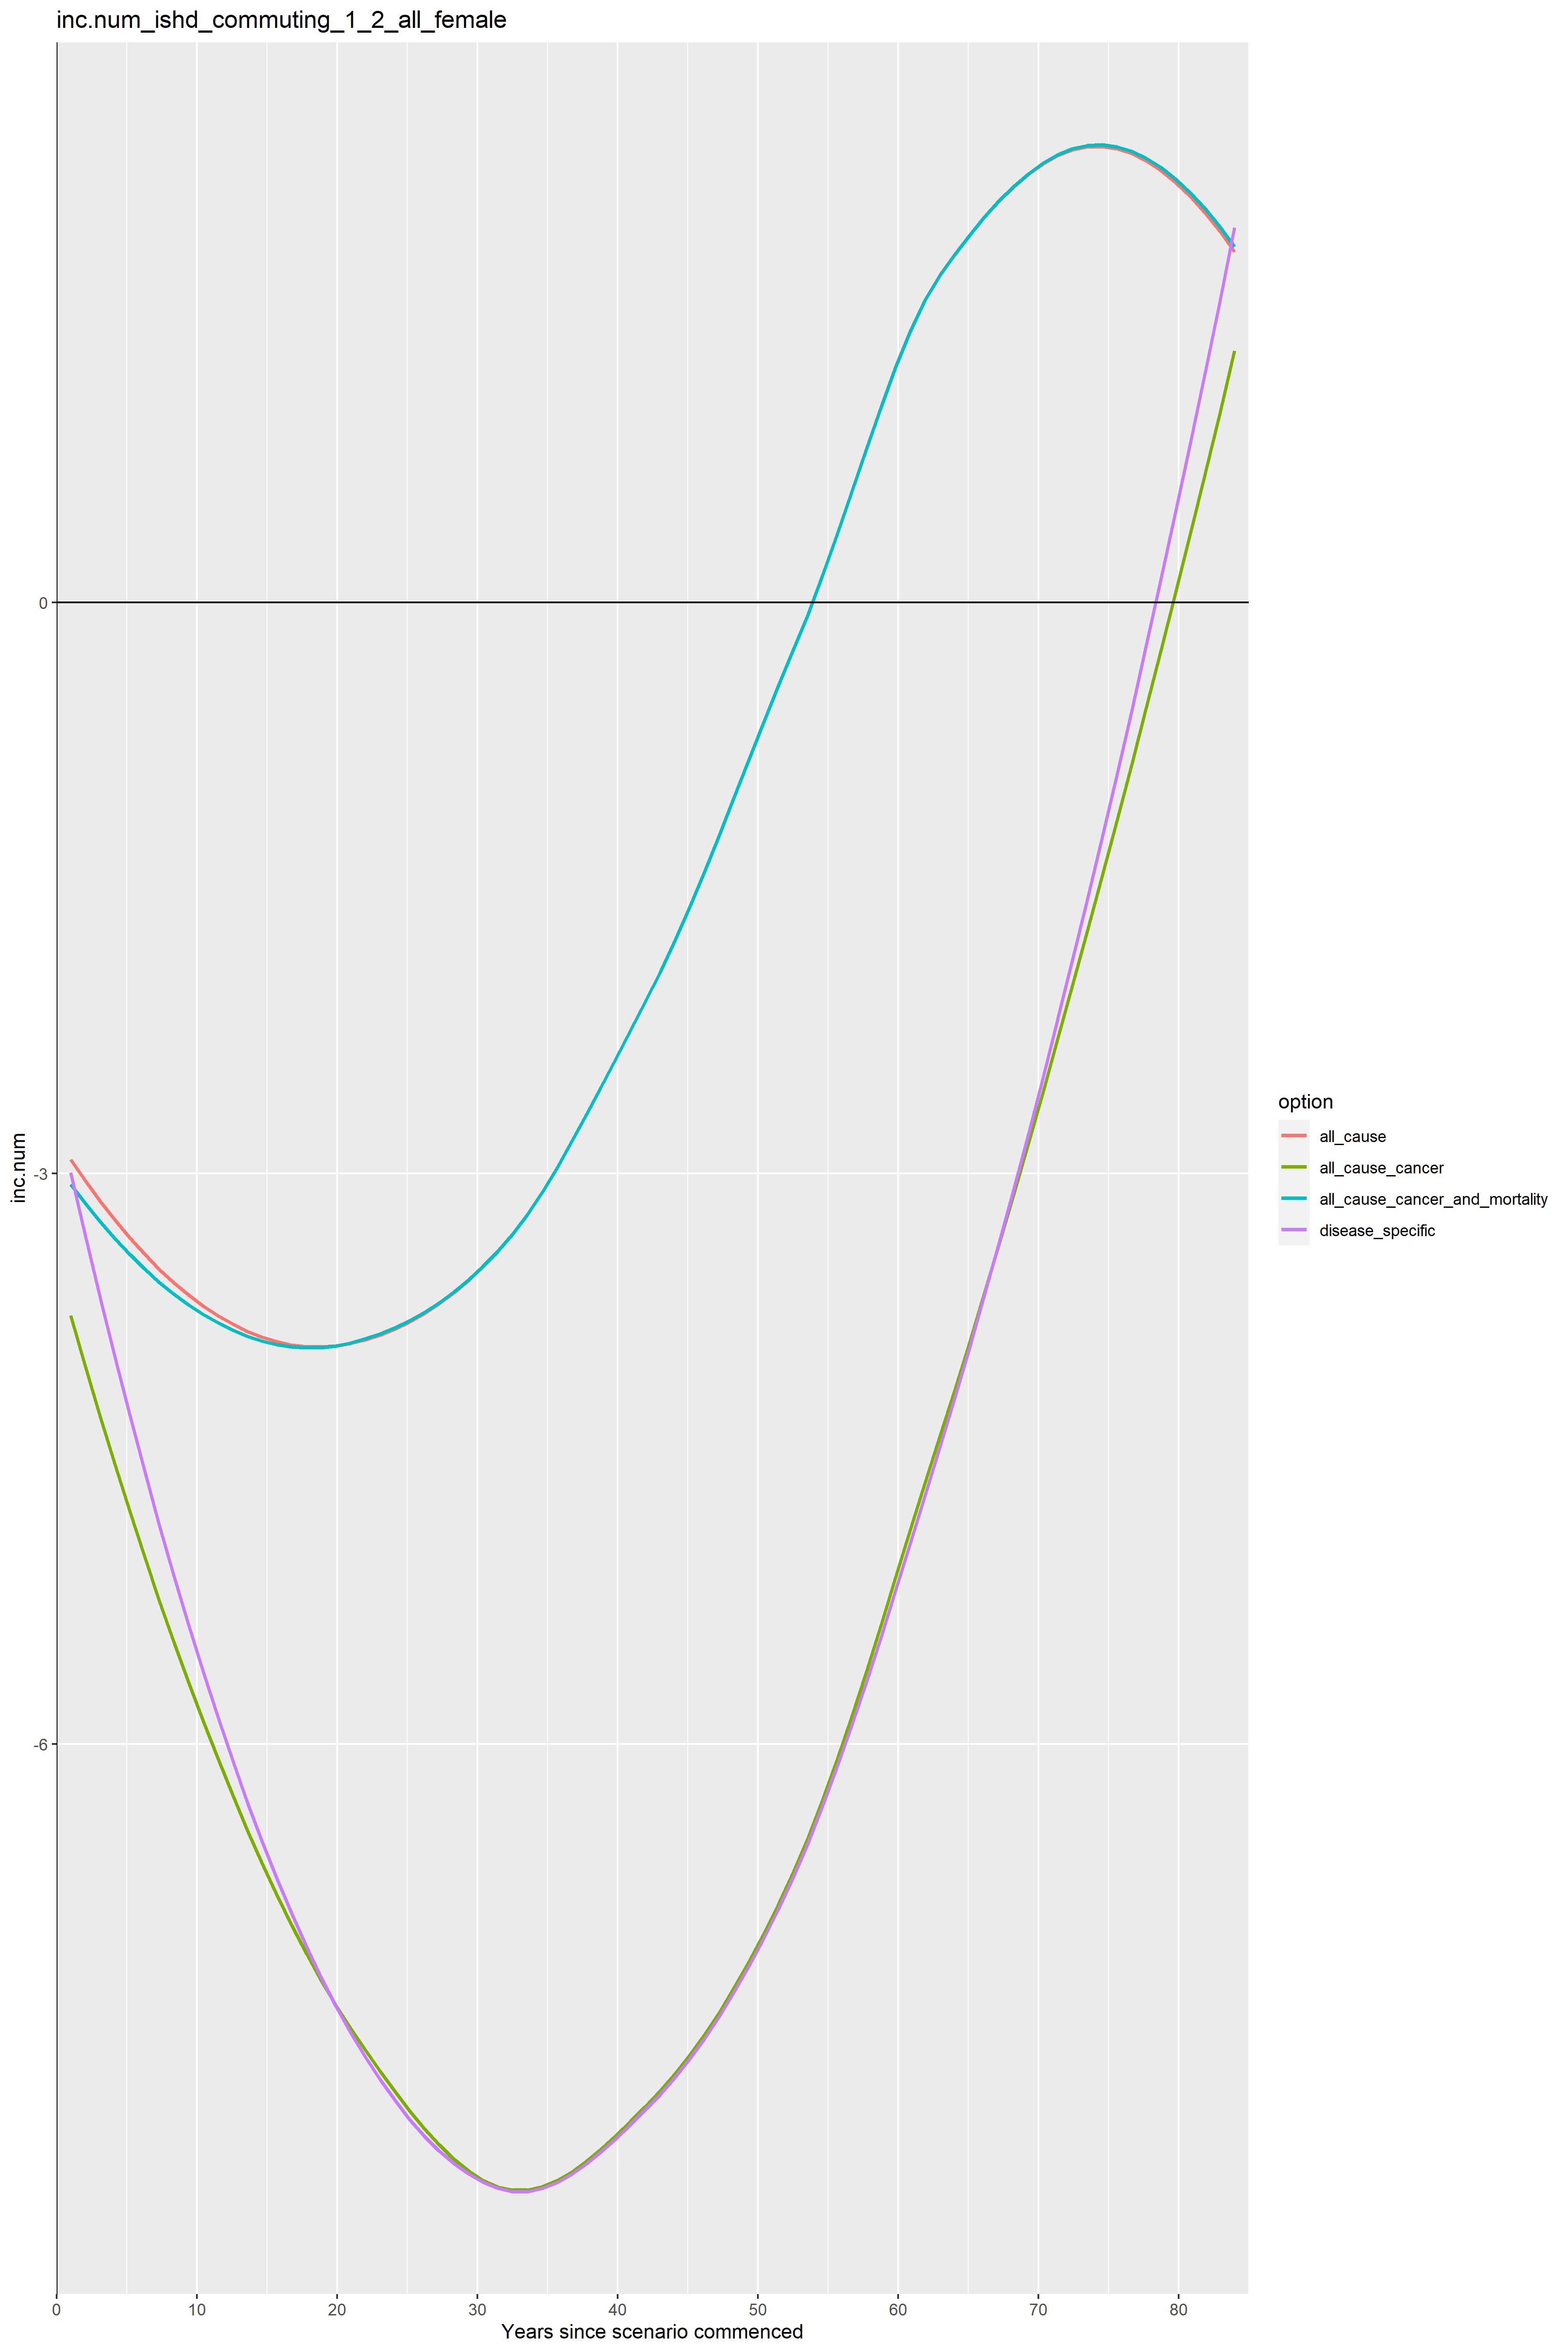 inc.num_ishd_commuting_1_2_all_female
inc.num
0
-3
-6
0 10 20 30 40 50 60 70 80
Years since scenario commenced
option
all_cause
all_cause_cancer
all_cause_cancer_and_mortality
disease_specific